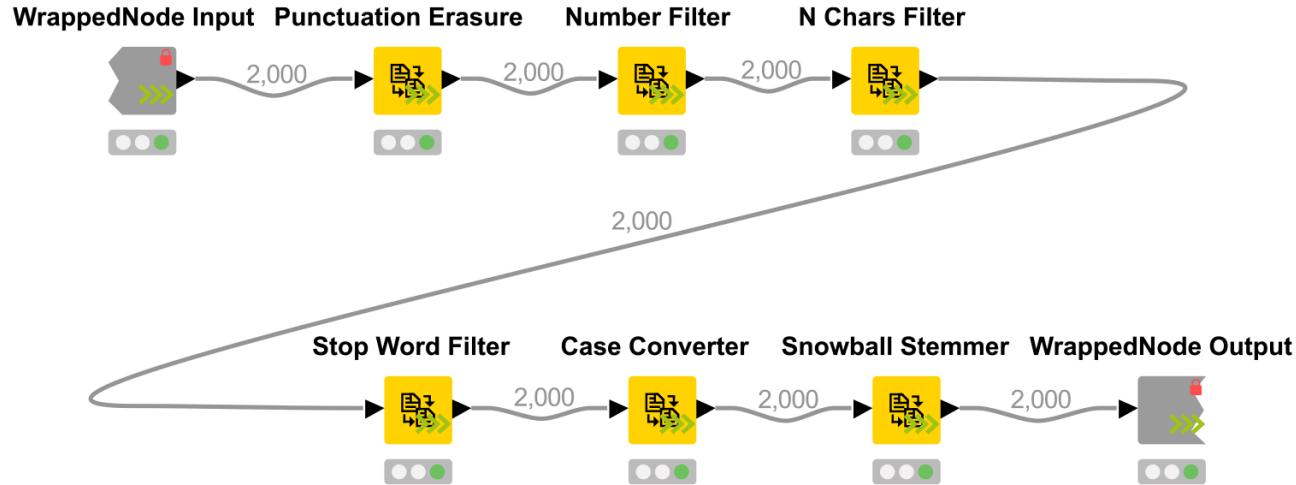 WrappedNode Input
Punctuation Erasure
Number Filter
N Chars Filter
2,000
2,000
2,000
2,000
Stop Word Filter
Case Converter
Snowball Stemmer
WrappedNode Output
2,000
2,000
2,000